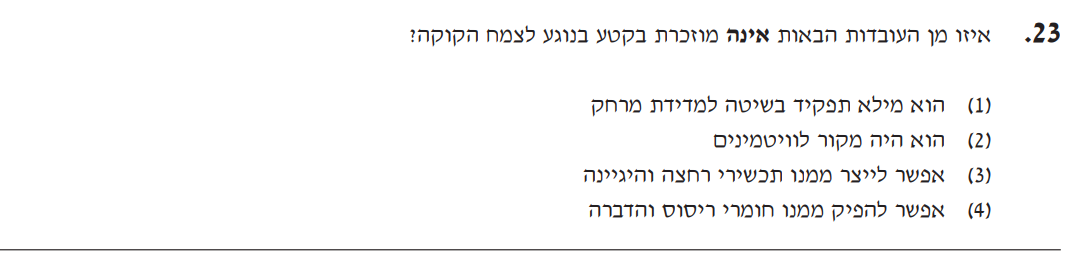 23. איזו מן העובדות הבאות אינה מוזכרת בקטע בנוגע לצמח הקוקה?
(1) הוא מילא תפקיד בשיטה למדידת מרחק
(2) הוא היה מקור לוויטמינים
(3) אפשר לייצר ממנו תכשירי רחצה והיגיינה
(4) אפשר להפיק ממנו חומרי ריסוס והדברה